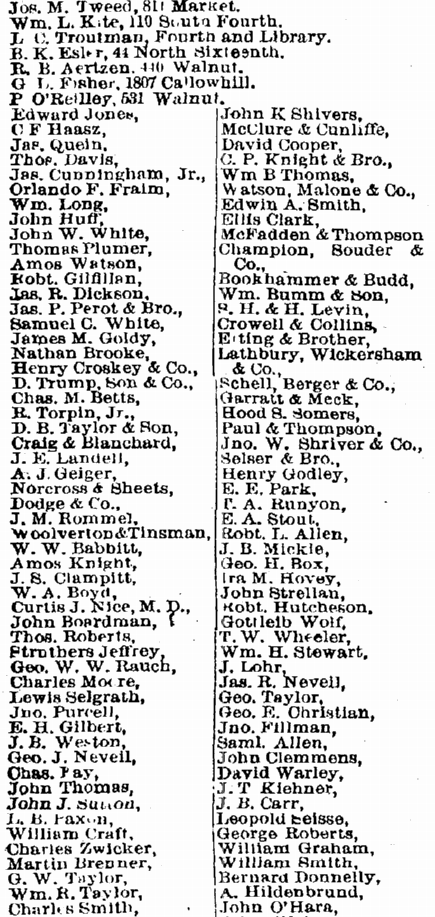 Jos. M. Tweed, 811 Market.
Wm. L. Kite, 110 South Fourth.
L C. Troutman, Fourth and Library.
B. K. Esler, 44 North Sixteenth.
R. B. Aertzen, 440 Walnut.
G L. Fisher, 1807 Callowhill.
P O'Reilley, 531 Walnut.
Edward Jones,
C F Haasz,
Jas. Quein,
Thos. Davis,
Jas. Cunningham, Jr.,
Orlando F. Fraim,
Wm. Long,
John Huff,
John W. White,
Thomas Plumer,
Amos Watson,
Robt. Gilfillan,
Jas. R. Dickson,
Jas. P. Perot & Bro.,
Samuel C. White,
James M. Goldy,
Nathan Brooke,
Henry Croskey & Co.,
D. Trump, Son & Co.,
Chas. M. Betts,
R. Torpin, Jr.,
D. B. Taylor & Son,
Craig & Blanchard,
J. E. Landell,
A. J. Geiger,
Norcross & Sheets,
Dodge & Co.,
J. M. Rommel,
Woolverton & Tinsman,
W. W. Babbitt,
Amos Knight,
J. S. Clampitt,
W. A. Boyd,
Curtis J. Nice, M. D.,
John Boardman,
Thos. Roberts,
Struthers Jeffrey,
Geo. W. W. Rauch,
Charles Moore,
Lewis Selgrath,
Jno. Purcell,
E. H. Gilbert,
J. B. Weston,
Geo. J. Neveil,
Chas. Fay,
John Thomas,
John J. Sutton,
L. B. Paxon,
William Craft,
Charles Zwicker,
Martin Brenner,
G. W. Taylor,
Wm. R. Taylor,
Charles Smith,
John K Shivers,
McClure & Cunliffe,
David Cooper,
C. P. Knight & Bro.,
Wm B Thomas,
Watson, Malone & Co.,
Edwin A. Smith,
Ellis Clark,
McFadden & Thompson
Champion, Souder &
Co.,
Bookhammer & Budd,
Wm. Bumm & Son,
S. H. & H. Levin,
Crowell & Collins,
Etting & Brother,
Lathbury, Wickersham
& Co.,
Schell, Berger & Co.,
Garratt & Meck,
Hood S. Somers,
Paul & Thompson,
Jno. W. Shriver & Co.,
Selser & Bro.,
Henry Godley,
E. E. Park,
T. A. Runyon,
E. A. Stout,
Robt. L. Allen,
J. B. Mickle,
Geo. H. Rox,
Ira M. Hovey,
John Strellan,
Robt. Hutcheson,
Gottleib Wolf,
T. W. Wheeler,
Wm. H. Stewart,
J. Lohr,
Jas. R. Nevell,
Geo. Taylor,
Geo. E. Christian,
Jno. Fillman,
Saml. Allen,
John Clemmens,
David Warley,
J. T Kiehner,
J. B. Carr,
Leopold Seisse,
George Roberts,
William Graham,
William Smith,
Bernard Donnelly,
A. Hildenbrund,
John O'Hara,